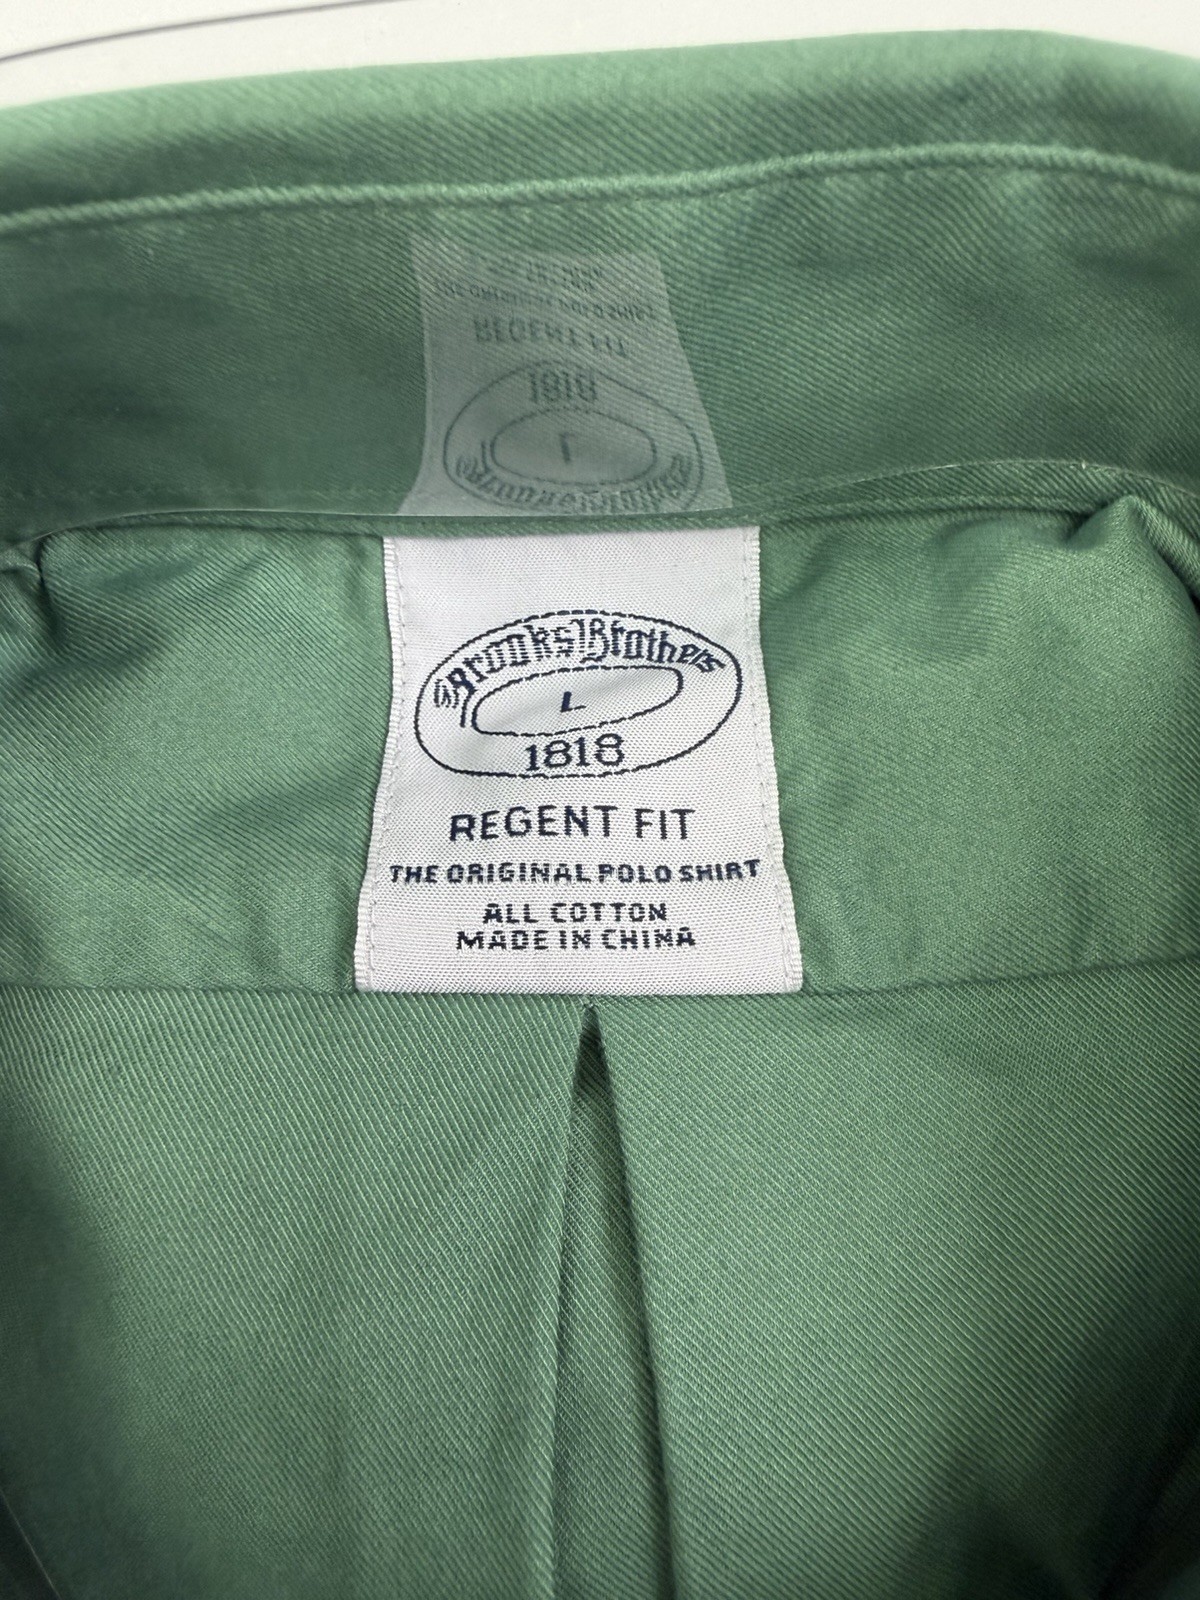 Brooks Brothers
L
1818
REGENT FIT
THE ORIGINAL POLO SHIRT
ALL COTTON
MADE IN CHINA